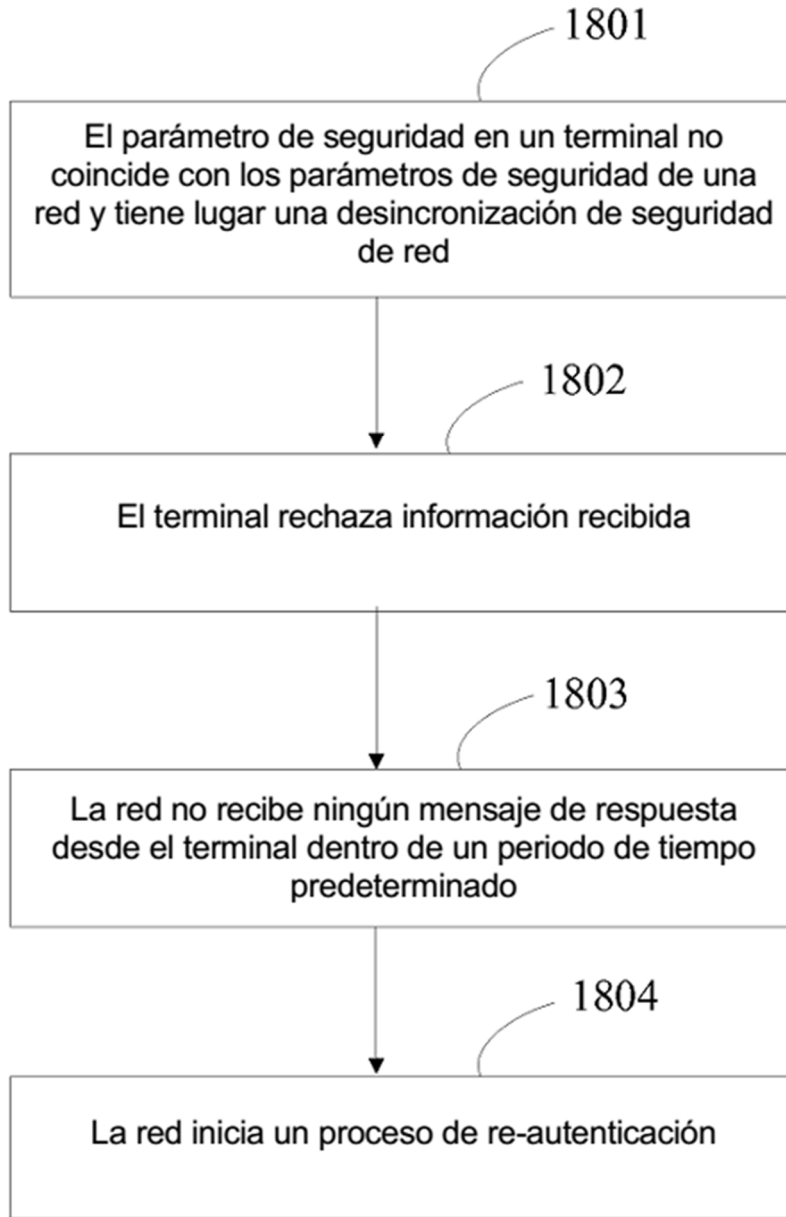 1801
El parámetro de seguridad en un terminal no
coincide con los parámetros de seguridad de una
red y tiene lugar una desincronización de seguridad
de red
1802
El terminal rechaza información recibida
1803
La red no recibe ningún mensaje de respuesta
desde el terminal dentro de un periodo de tiempo
predeterminado
1804
La red inicia un proceso de re-autenticación